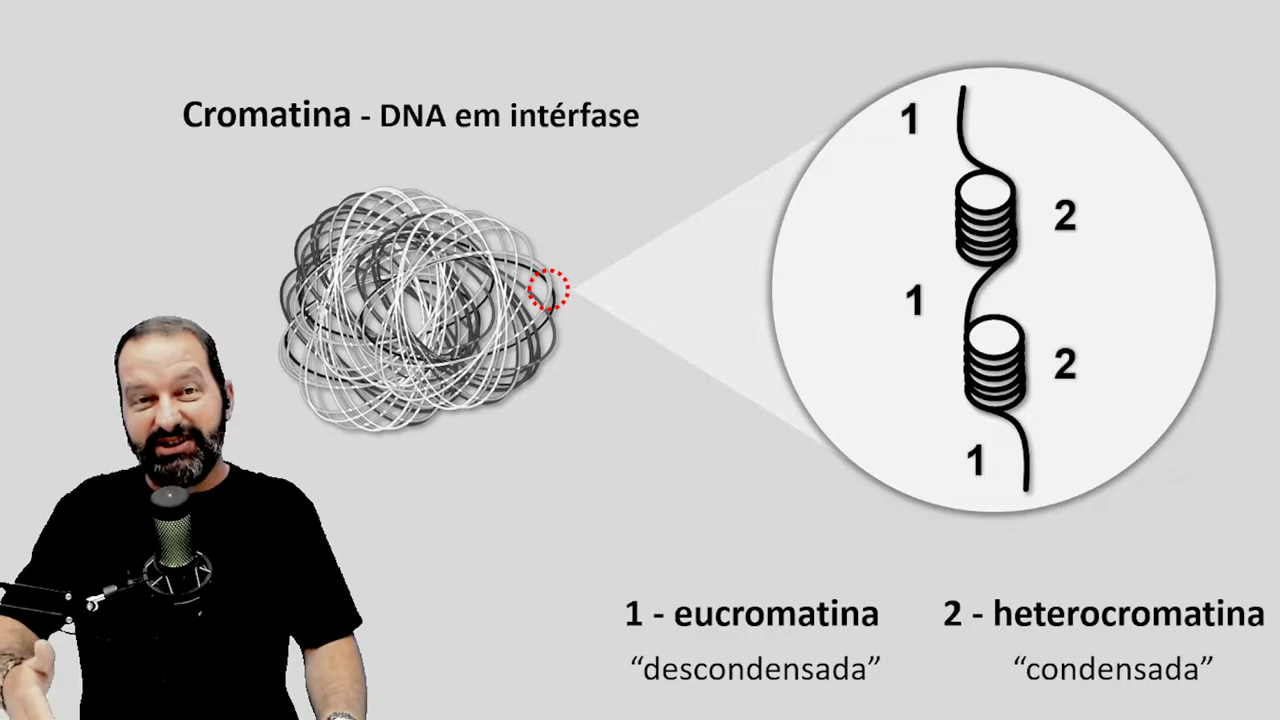 Cromatina - DNA em intérfase
1
2
1
2
1
1 - eucromatina
"descondensada"
2 - heterocromatina
"condensada"